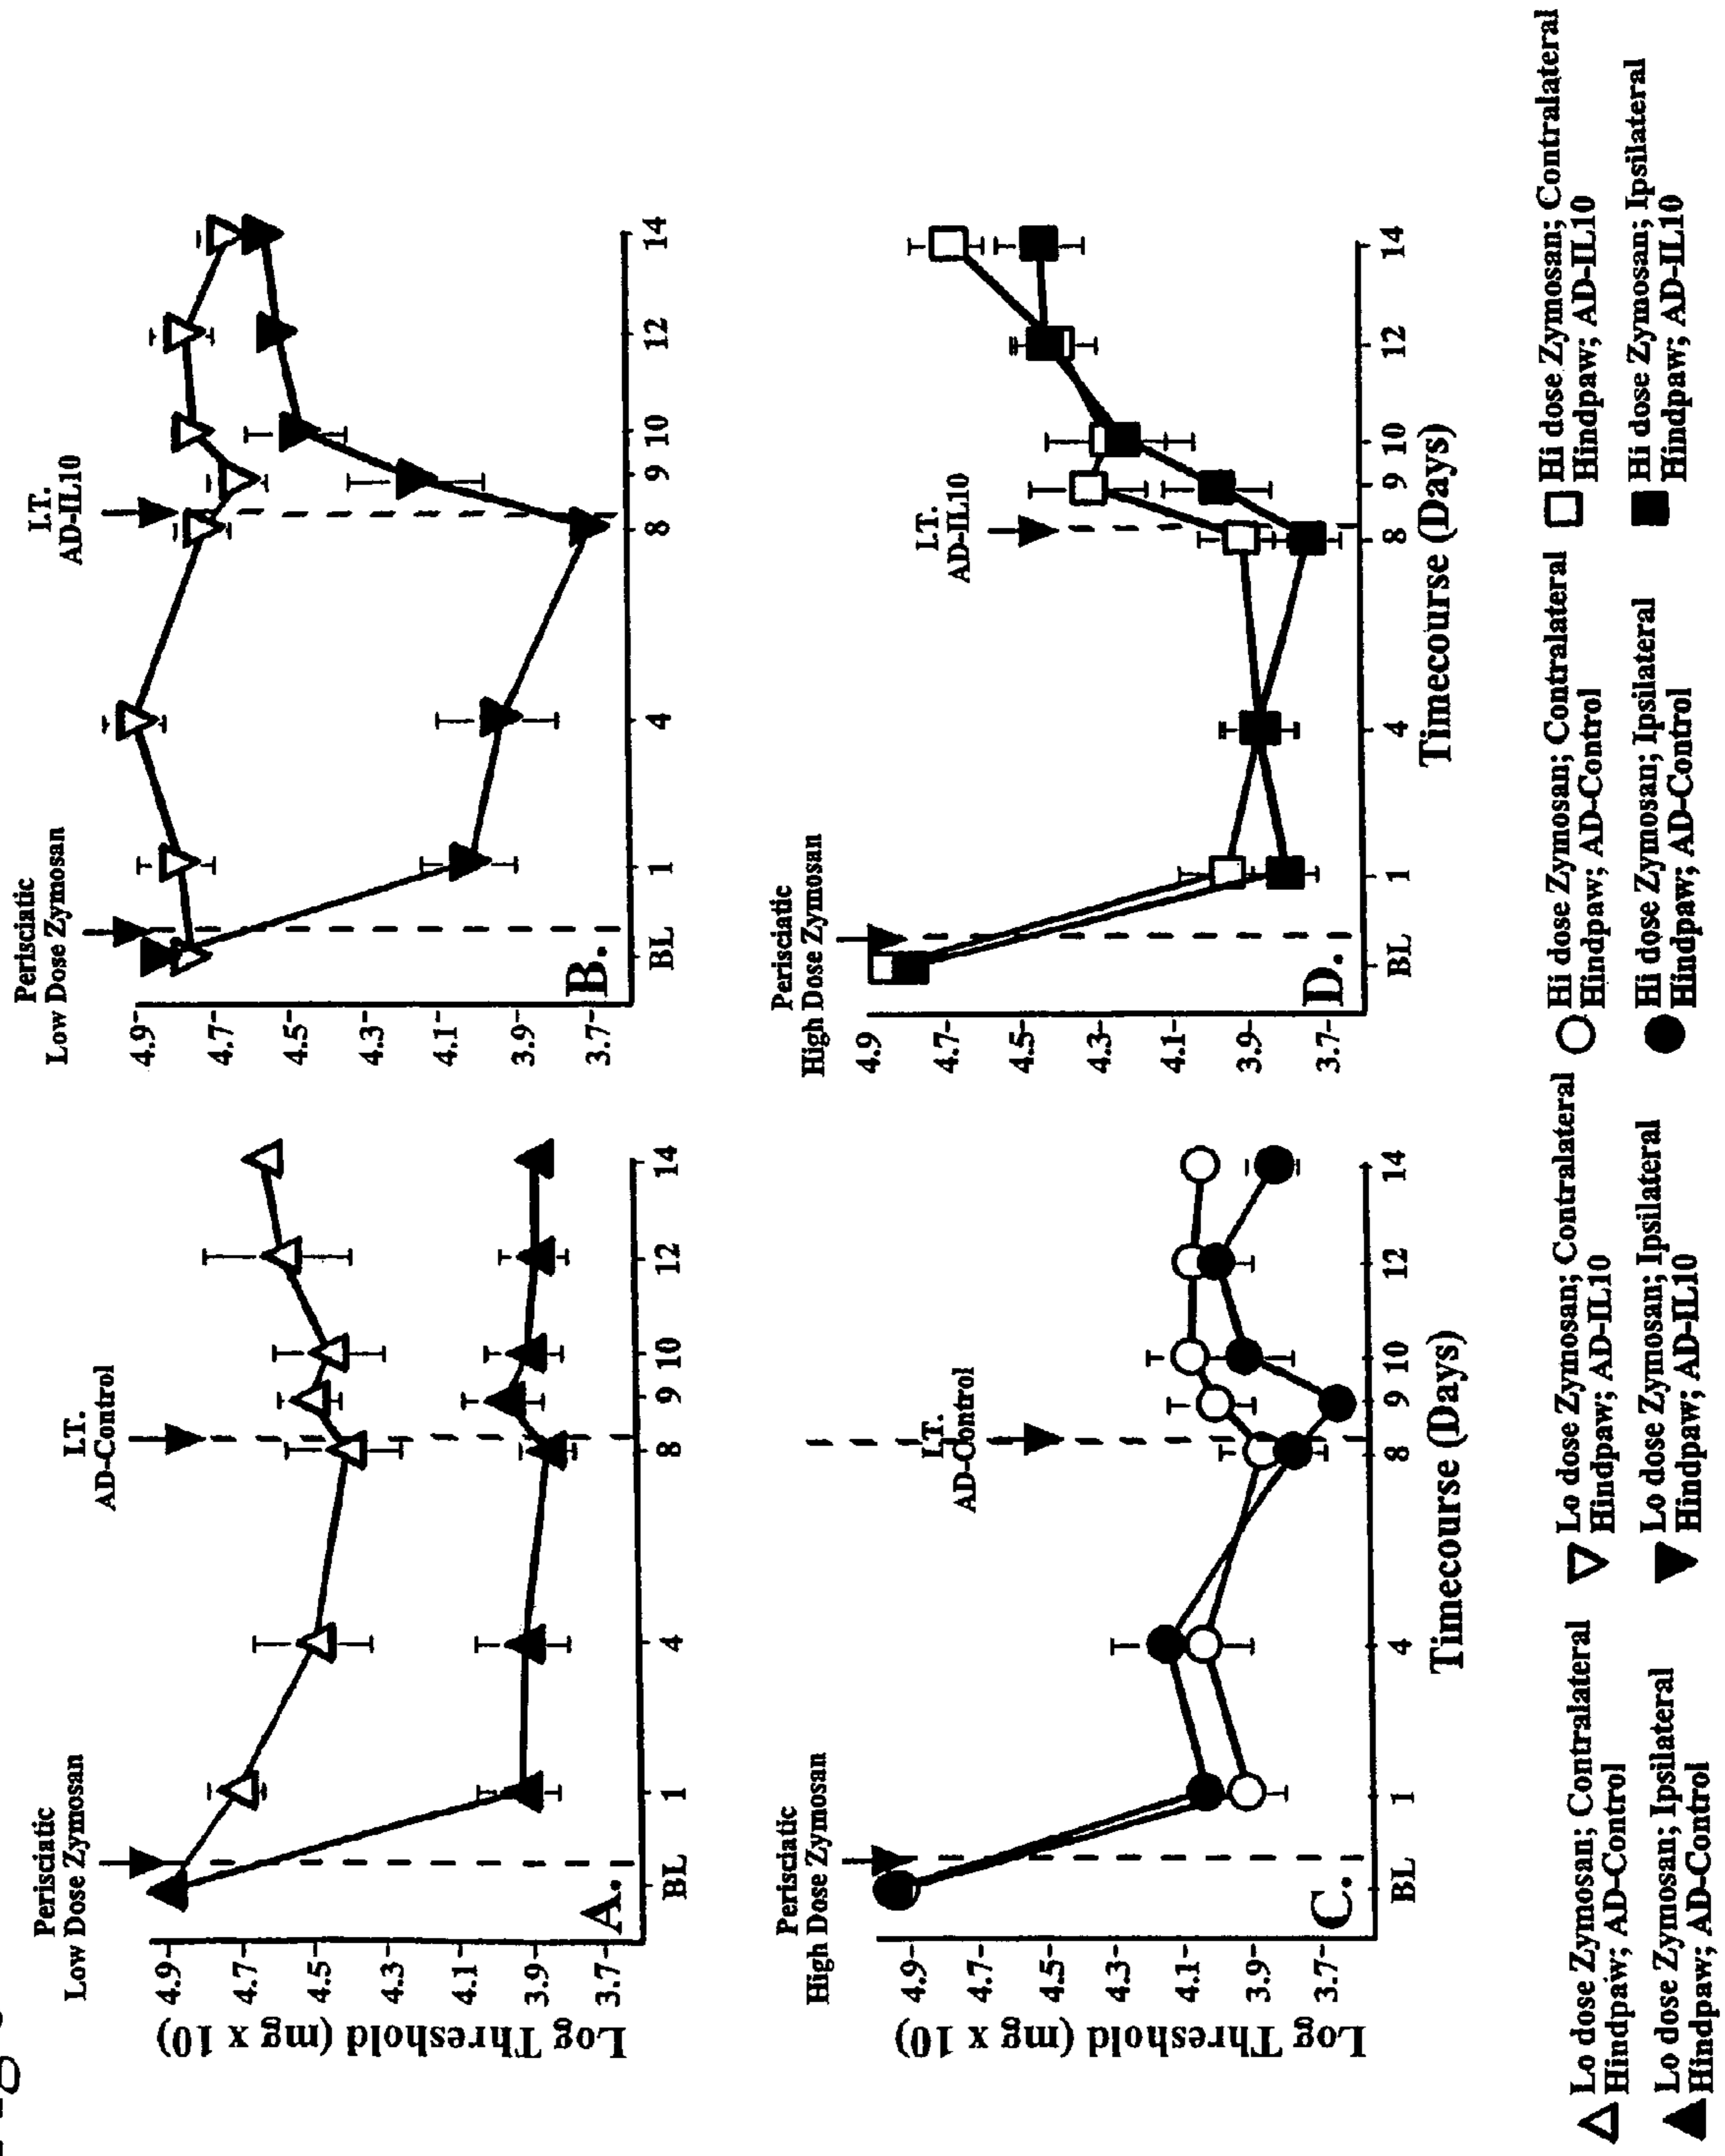 Perisciatic
Low Dose Zymosan
I.T.
AD-Control
Log Threshold (mg x 10)
4.9
4.7
4.5
4.3
4.1
3.9
3.7
A.
BL
1
4
8
9
10
12
14
Perisciatic
Low Dose Zymosan
I.T.
AD-IL10
4.9
4.7
4.5
4.3
4.1
3.9
3.7
B.
BL
1
4
8
9
10
12
14
Perisciatic
High Dose Zymosan
I.T.
AD-Control
Log Threshold (mg x 10)
4.9
4.7
4.5
4.3
4.1
3.9
3.7
C.
BL
1
4
8
9
10
12
14
Timecourse (Days)
Perisciatic
High Dose Zymosan
I.T.
AD-IL10
4.9
4.7
4.5
4.3
4.1
3.9
3.7
D.
BL
1
4
8
9
10
12
14
Timecourse (Days)
Lo dose Zymosan; Contralateral
Hindpaw; AD-Control
Lo dose Zymosan; Ipsilateral
Hindpaw; AD-Control
Lo dose Zymosan; Contralateral
Hindpaw; AD-IL10
Lo dose Zymosan; Ipsilateral
Hindpaw; AD-IL10
Hi dose Zymosan; Contralateral
Hindpaw; AD-Control
Hi dose Zymosan; Ipsilateral
Hindpaw; AD-Control
Hi dose Zymosan; Contralateral
Hindpaw; AD-IL10
Hi dose Zymosan; Ipsilateral
Hindpaw; AD-IL10